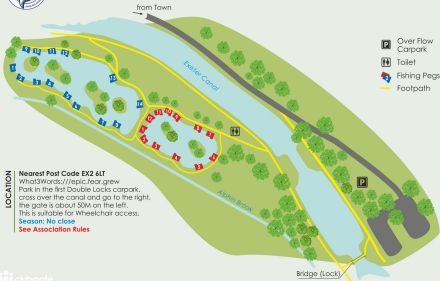 from Town
P Over Flow
Carpark
Toilet
Fishing Pegs
Footpath
Exeter Canal
Alphin Brook
P
LOCATION
Nearest Post Code EX2 6LT
What3Words://epic.fear.grew
Park in the first Double Locks carpark,
cross over the canal and go to the right.
the gate is about 50M on the left.
This is suitable for Wheelchair access.
Season: No close
See Association Rules
Bridge (Lock)
clubmate